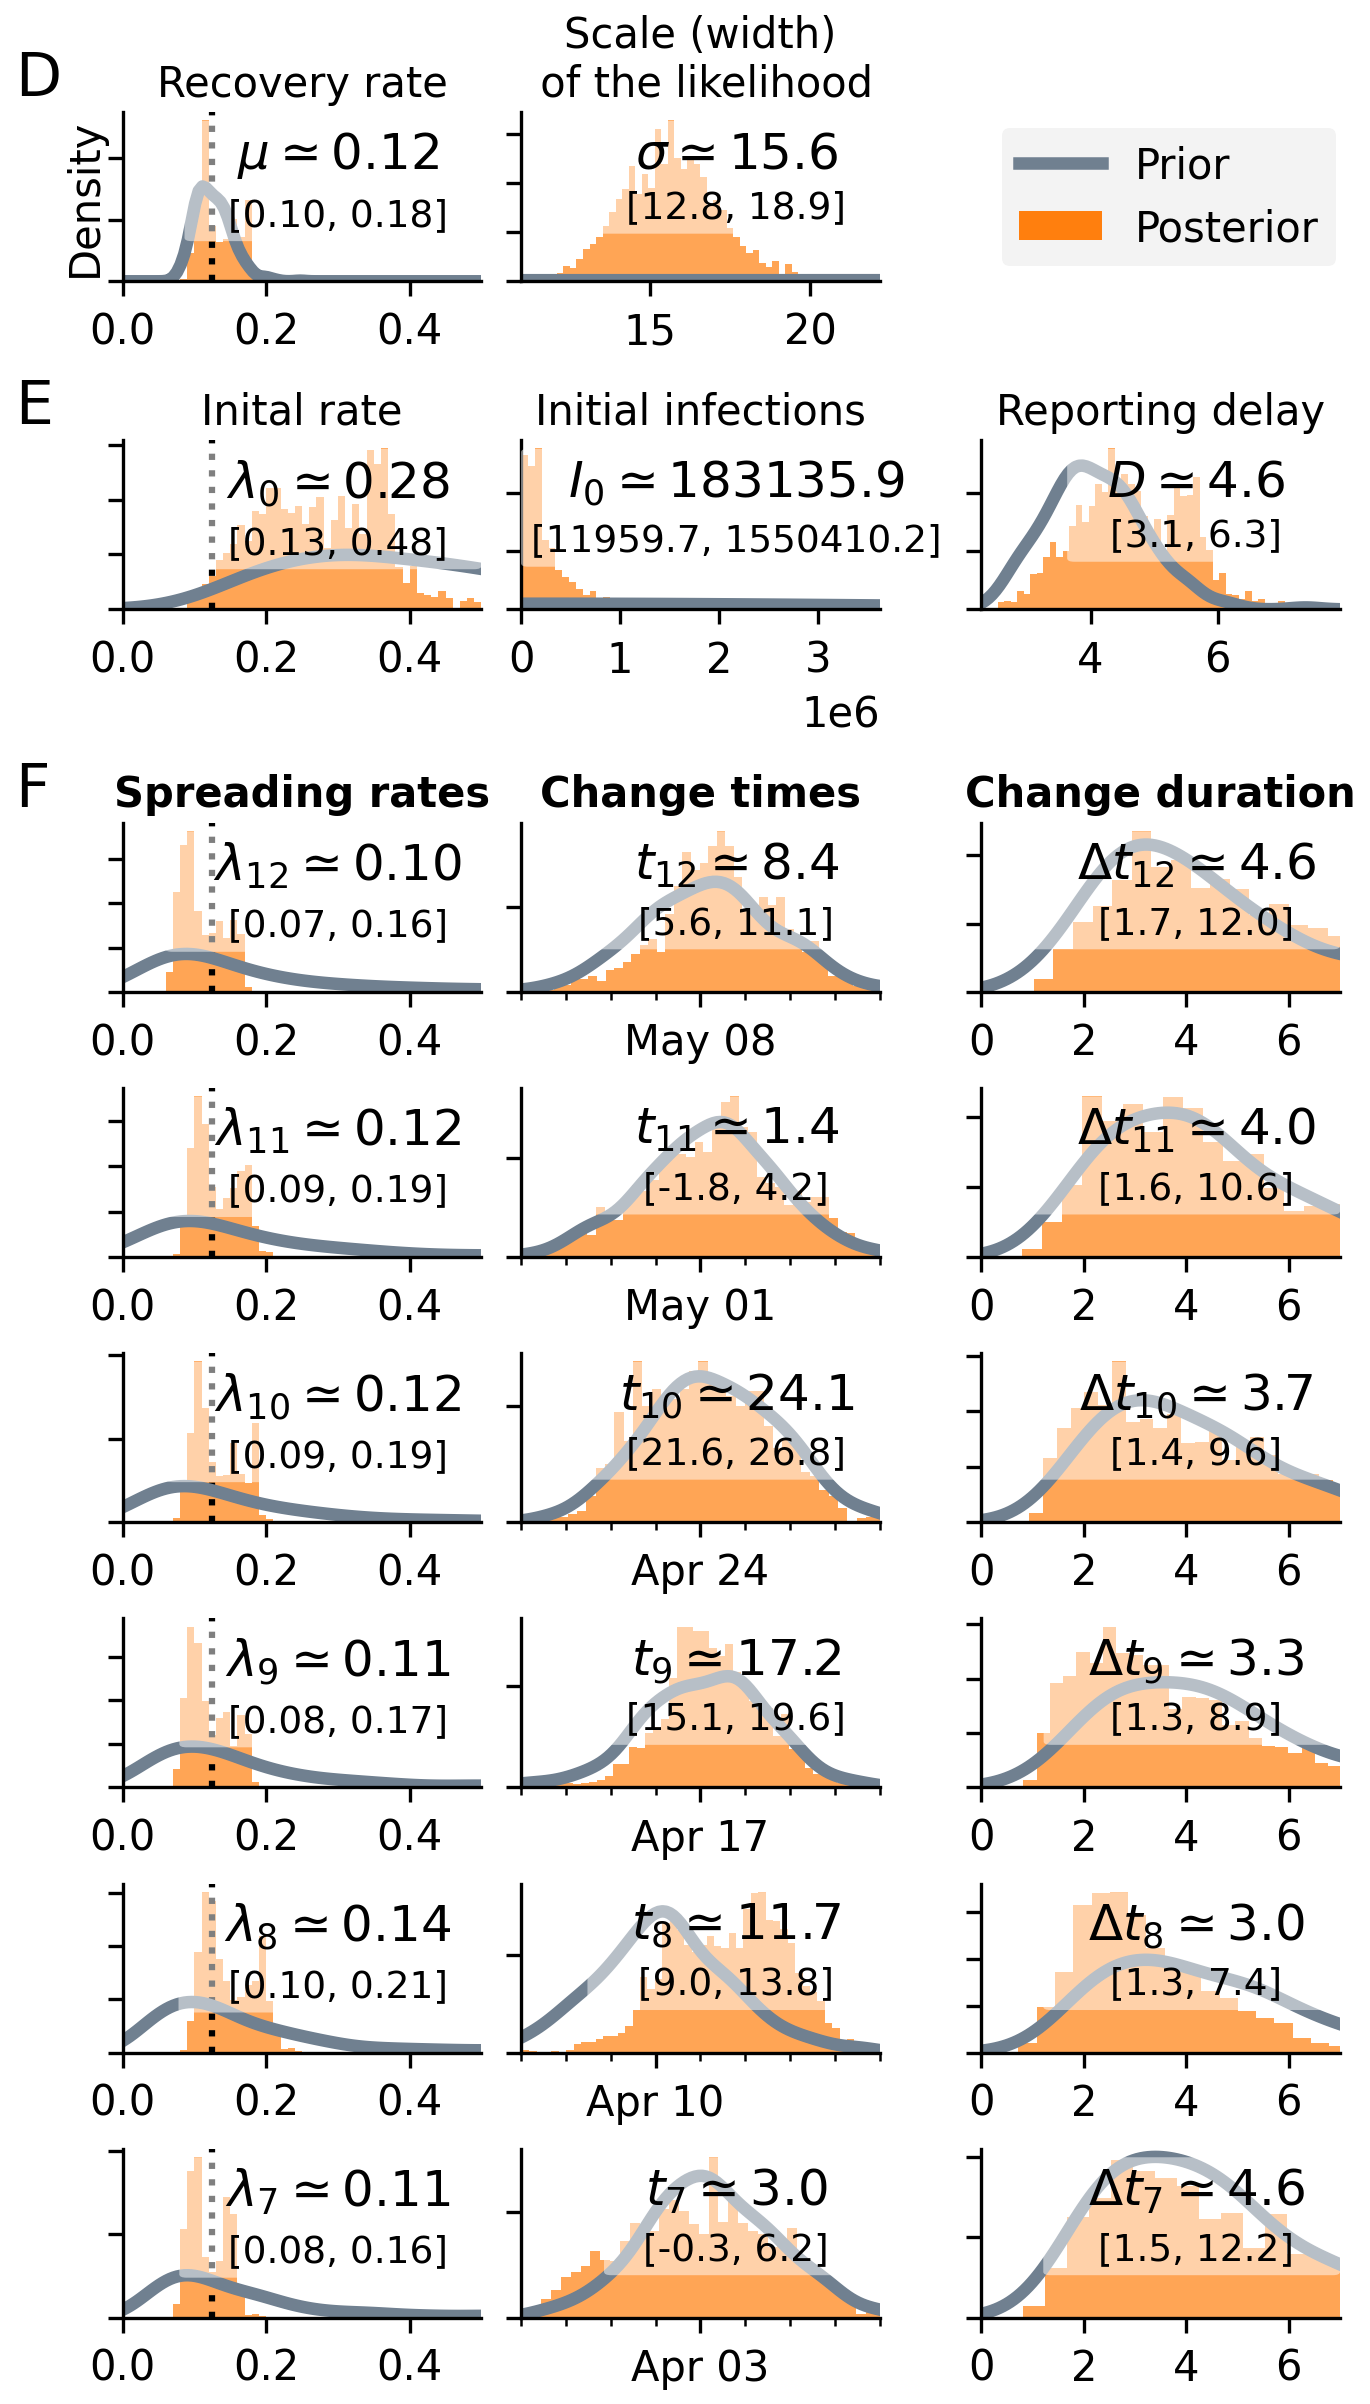 D
Recovery rate
Scale (width)
of the likelihood
Density
μ ≃ 0.12
[0.10, 0.18]
0.0 0.2 0.4
σ ≃ 15.6
[12.8, 18.9]
15 20
Prior
Posterior
E
Inital rate
λ₀ ≃ 0.28
[0.13, 0.48]
0.0 0.2 0.4
Initial infections
I₀ ≃ 183135.9
[11959.7, 1550410.2]
0 1 2 3
1e6
Reporting delay
D ≃ 4.6
[3.1, 6.3]
4 6
F
Spreading rates
Change times
Change duration
λ₁₂ ≃ 0.10
[0.07, 0.16]
0.0 0.2 0.4
t₁₂ ≃ 8.4
[5.6, 11.1]
May 08
Δt₁₂ ≃ 4.6
[1.7, 12.0]
0 2 4 6
λ₁₁ ≃ 0.12
[0.09, 0.19]
0.0 0.2 0.4
t₁₁ ≃ 1.4
[-1.8, 4.2]
May 01
Δt₁₁ ≃ 4.0
[1.6, 10.6]
0 2 4 6
λ₁₀ ≃ 0.12
[0.09, 0.19]
0.0 0.2 0.4
t₁₀ ≃ 24.1
[21.6, 26.8]
Apr 24
Δt₁₀ ≃ 3.7
[1.4, 9.6]
0 2 4 6
λ₉ ≃ 0.11
[0.08, 0.17]
0.0 0.2 0.4
t₉ ≃ 17.2
[15.1, 19.6]
Apr 17
Δt₉ ≃ 3.3
[1.3, 8.9]
0 2 4 6
λ₈ ≃ 0.14
[0.10, 0.21]
0.0 0.2 0.4
t₈ ≃ 11.7
[9.0, 13.8]
Apr 10
Δt₈ ≃ 3.0
[1.3, 7.4]
0 2 4 6
λ₇ ≃ 0.11
[0.08, 0.16]
0.0 0.2 0.4
t₇ ≃ 3.0
[-0.3, 6.2]
Apr 03
Δt₇ ≃ 4.6
[1.5, 12.2]
0 2 4 6